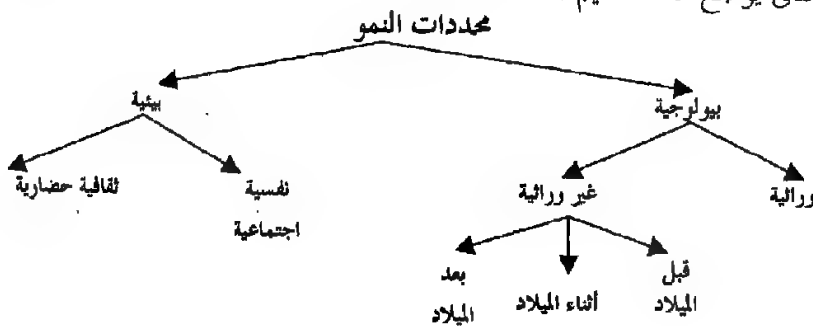 محددات النمو
بيولوجية
بيئية
وراثية
غير وراثية
نفسية
اجتماعية
ثقافية حضارية
قبل
الميلاد
أثناء الميلاد
بعد
الميلاد